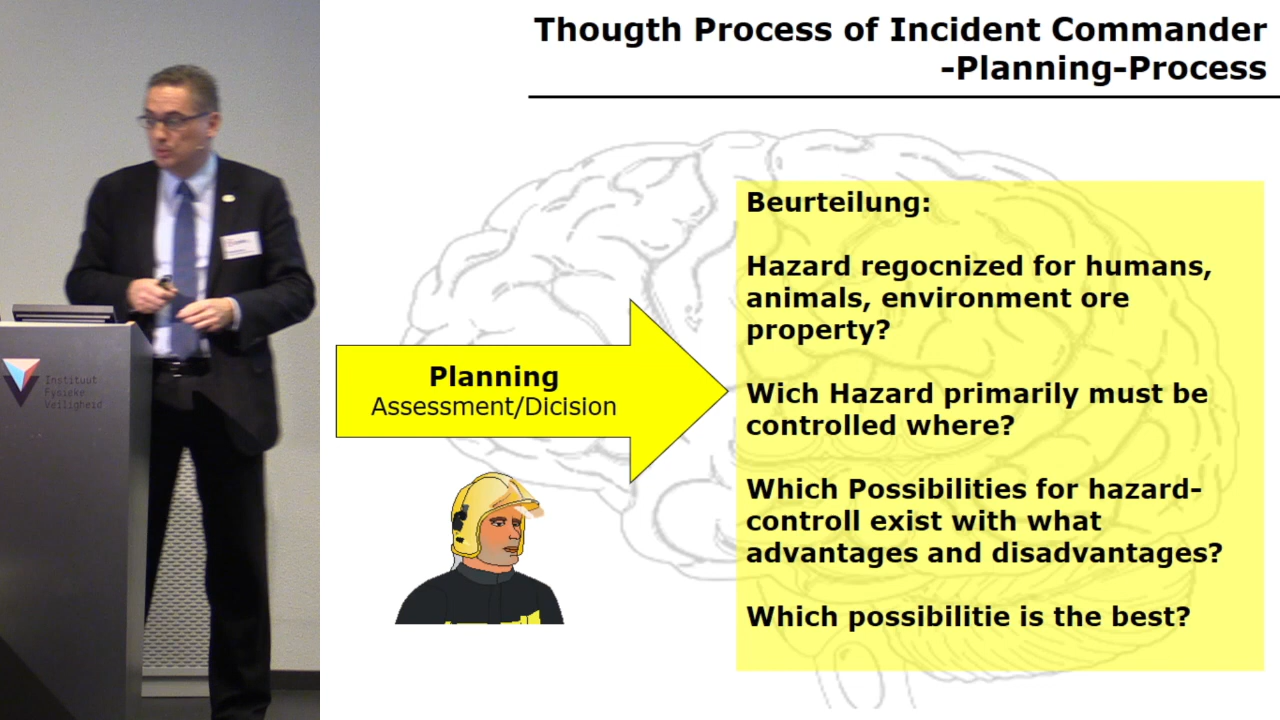 Thougth Process of Incident Commander
-Planning-Process
Instituut
Fysieke
Veiligheid
Planning
Assessment/Dicision
Beurteilung:
Hazard regocnized for humans,
animals, environment ore
property?
Wich Hazard primarily must be
controlled where?
Which Possibilities for hazard-
controll exist with what
advantages and disadvantages?
Which possibilitie is the best?